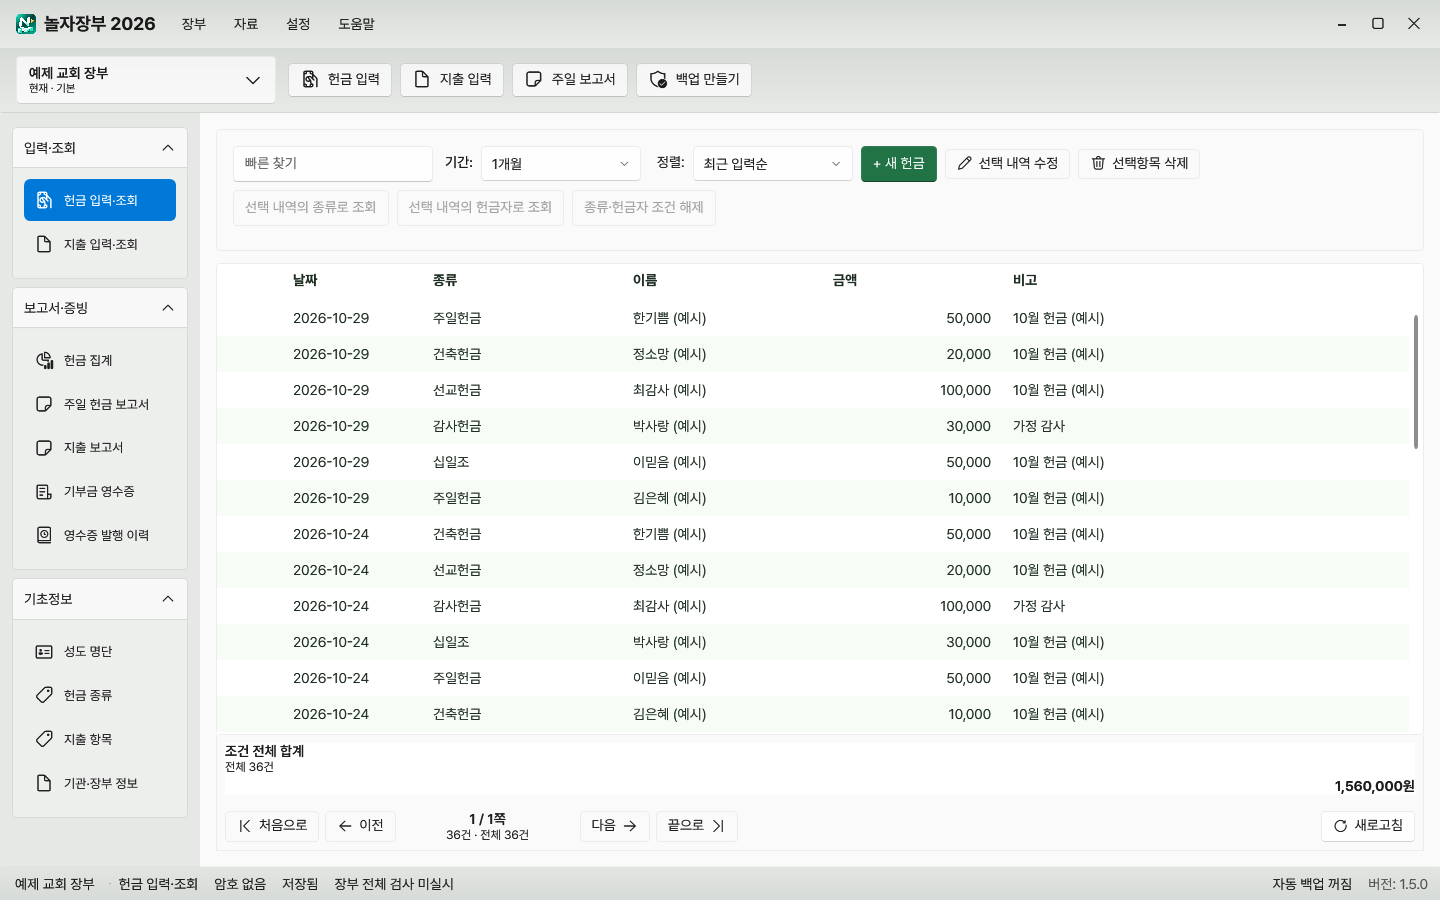 놀자장부 2026 장부 자료 설정 도움말
예제 교회 장부
현재 · 기본
헌금 입력 지출 입력 주일 보고서 백업 만들기
입력·조회
헌금 입력·조회
지출 입력·조회
보고서·증빙
헌금 집계
주일 헌금 보고서
지출 보고서
기부금 영수증
영수증 발행 이력
기초정보
성도 명단
헌금 종류
지출 항목
기관·장부 정보
빠른 찾기 기간: 1개월 정렬: 최근 입력순 + 새 헌금 선택 내역 수정 선택항목 삭제
선택 내역의 종류로 조회 선택 내역의 헌금자로 조회 종류·헌금자 조건 해제
날짜 종류 이름 금액 비고
2026-10-29 주일헌금 한기쁨 (예시) 50,000 10월 헌금 (예시)
2026-10-29 건축헌금 정소망 (예시) 20,000 10월 헌금 (예시)
2026-10-29 선교헌금 최감사 (예시) 100,000 10월 헌금 (예시)
2026-10-29 감사헌금 박사랑 (예시) 30,000 가정 감사
2026-10-29 십일조 이믿음 (예시) 50,000 10월 헌금 (예시)
2026-10-29 주일헌금 김은혜 (예시) 10,000 10월 헌금 (예시)
2026-10-24 건축헌금 한기쁨 (예시) 50,000 10월 헌금 (예시)
2026-10-24 선교헌금 정소망 (예시) 20,000 10월 헌금 (예시)
2026-10-24 감사헌금 최감사 (예시) 100,000 가정 감사
2026-10-24 십일조 박사랑 (예시) 30,000 10월 헌금 (예시)
2026-10-24 주일헌금 이믿음 (예시) 50,000 10월 헌금 (예시)
2026-10-24 건축헌금 김은혜 (예시) 10,000 10월 헌금 (예시)
조건 전체 합계
전체 36건
1,560,000원
처음으로 이전 1 / 1쪽 다음 끝으로 새로고침
36건 · 전체 36건
예제 교회 장부 · 헌금 입력·조회 암호 없음 저장됨 장부 전체 검사 미실시 자동 백업 꺼짐 버전: 1.5.0